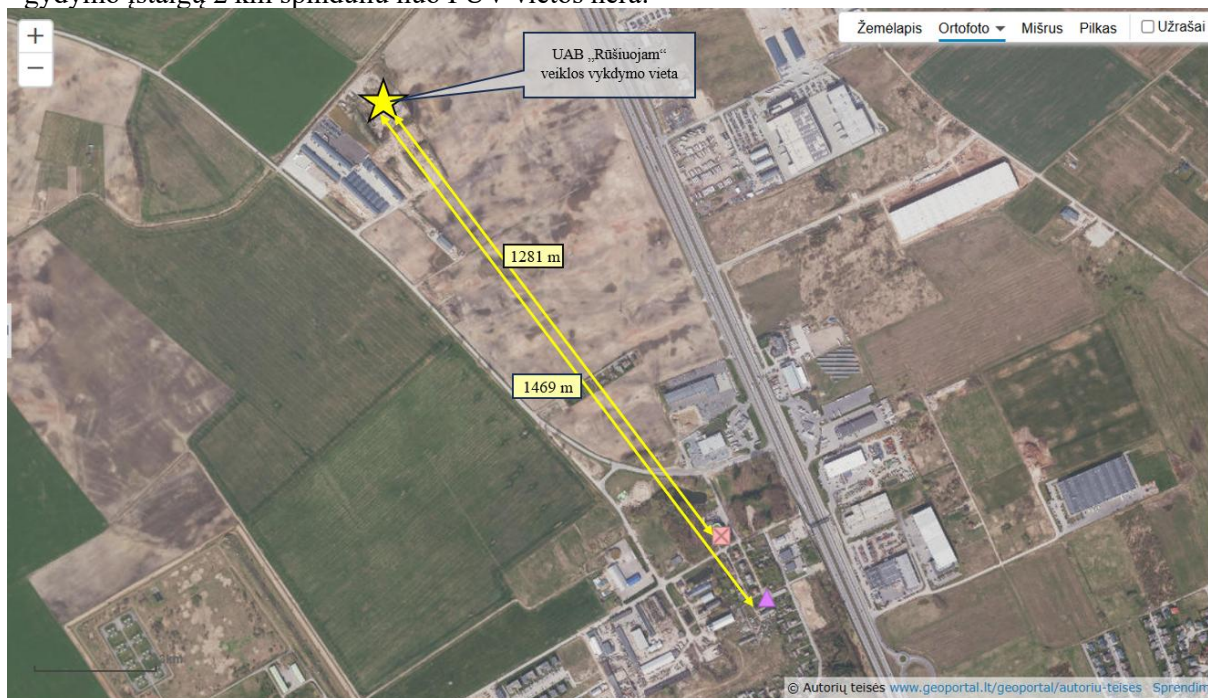 gydymo įstaigų 2 km spinduliu nuo PŪV vietos nėra.
Žemėlapis Ortofoto Mišrus Pilkas Užrašai
+
−
UAB „Rūšiuojam“
veiklos vykdymo vieta
1281 m
1469 m
© Autorių teisės www.geoportal.lt/geoportal/autoriu-teises Sprendim